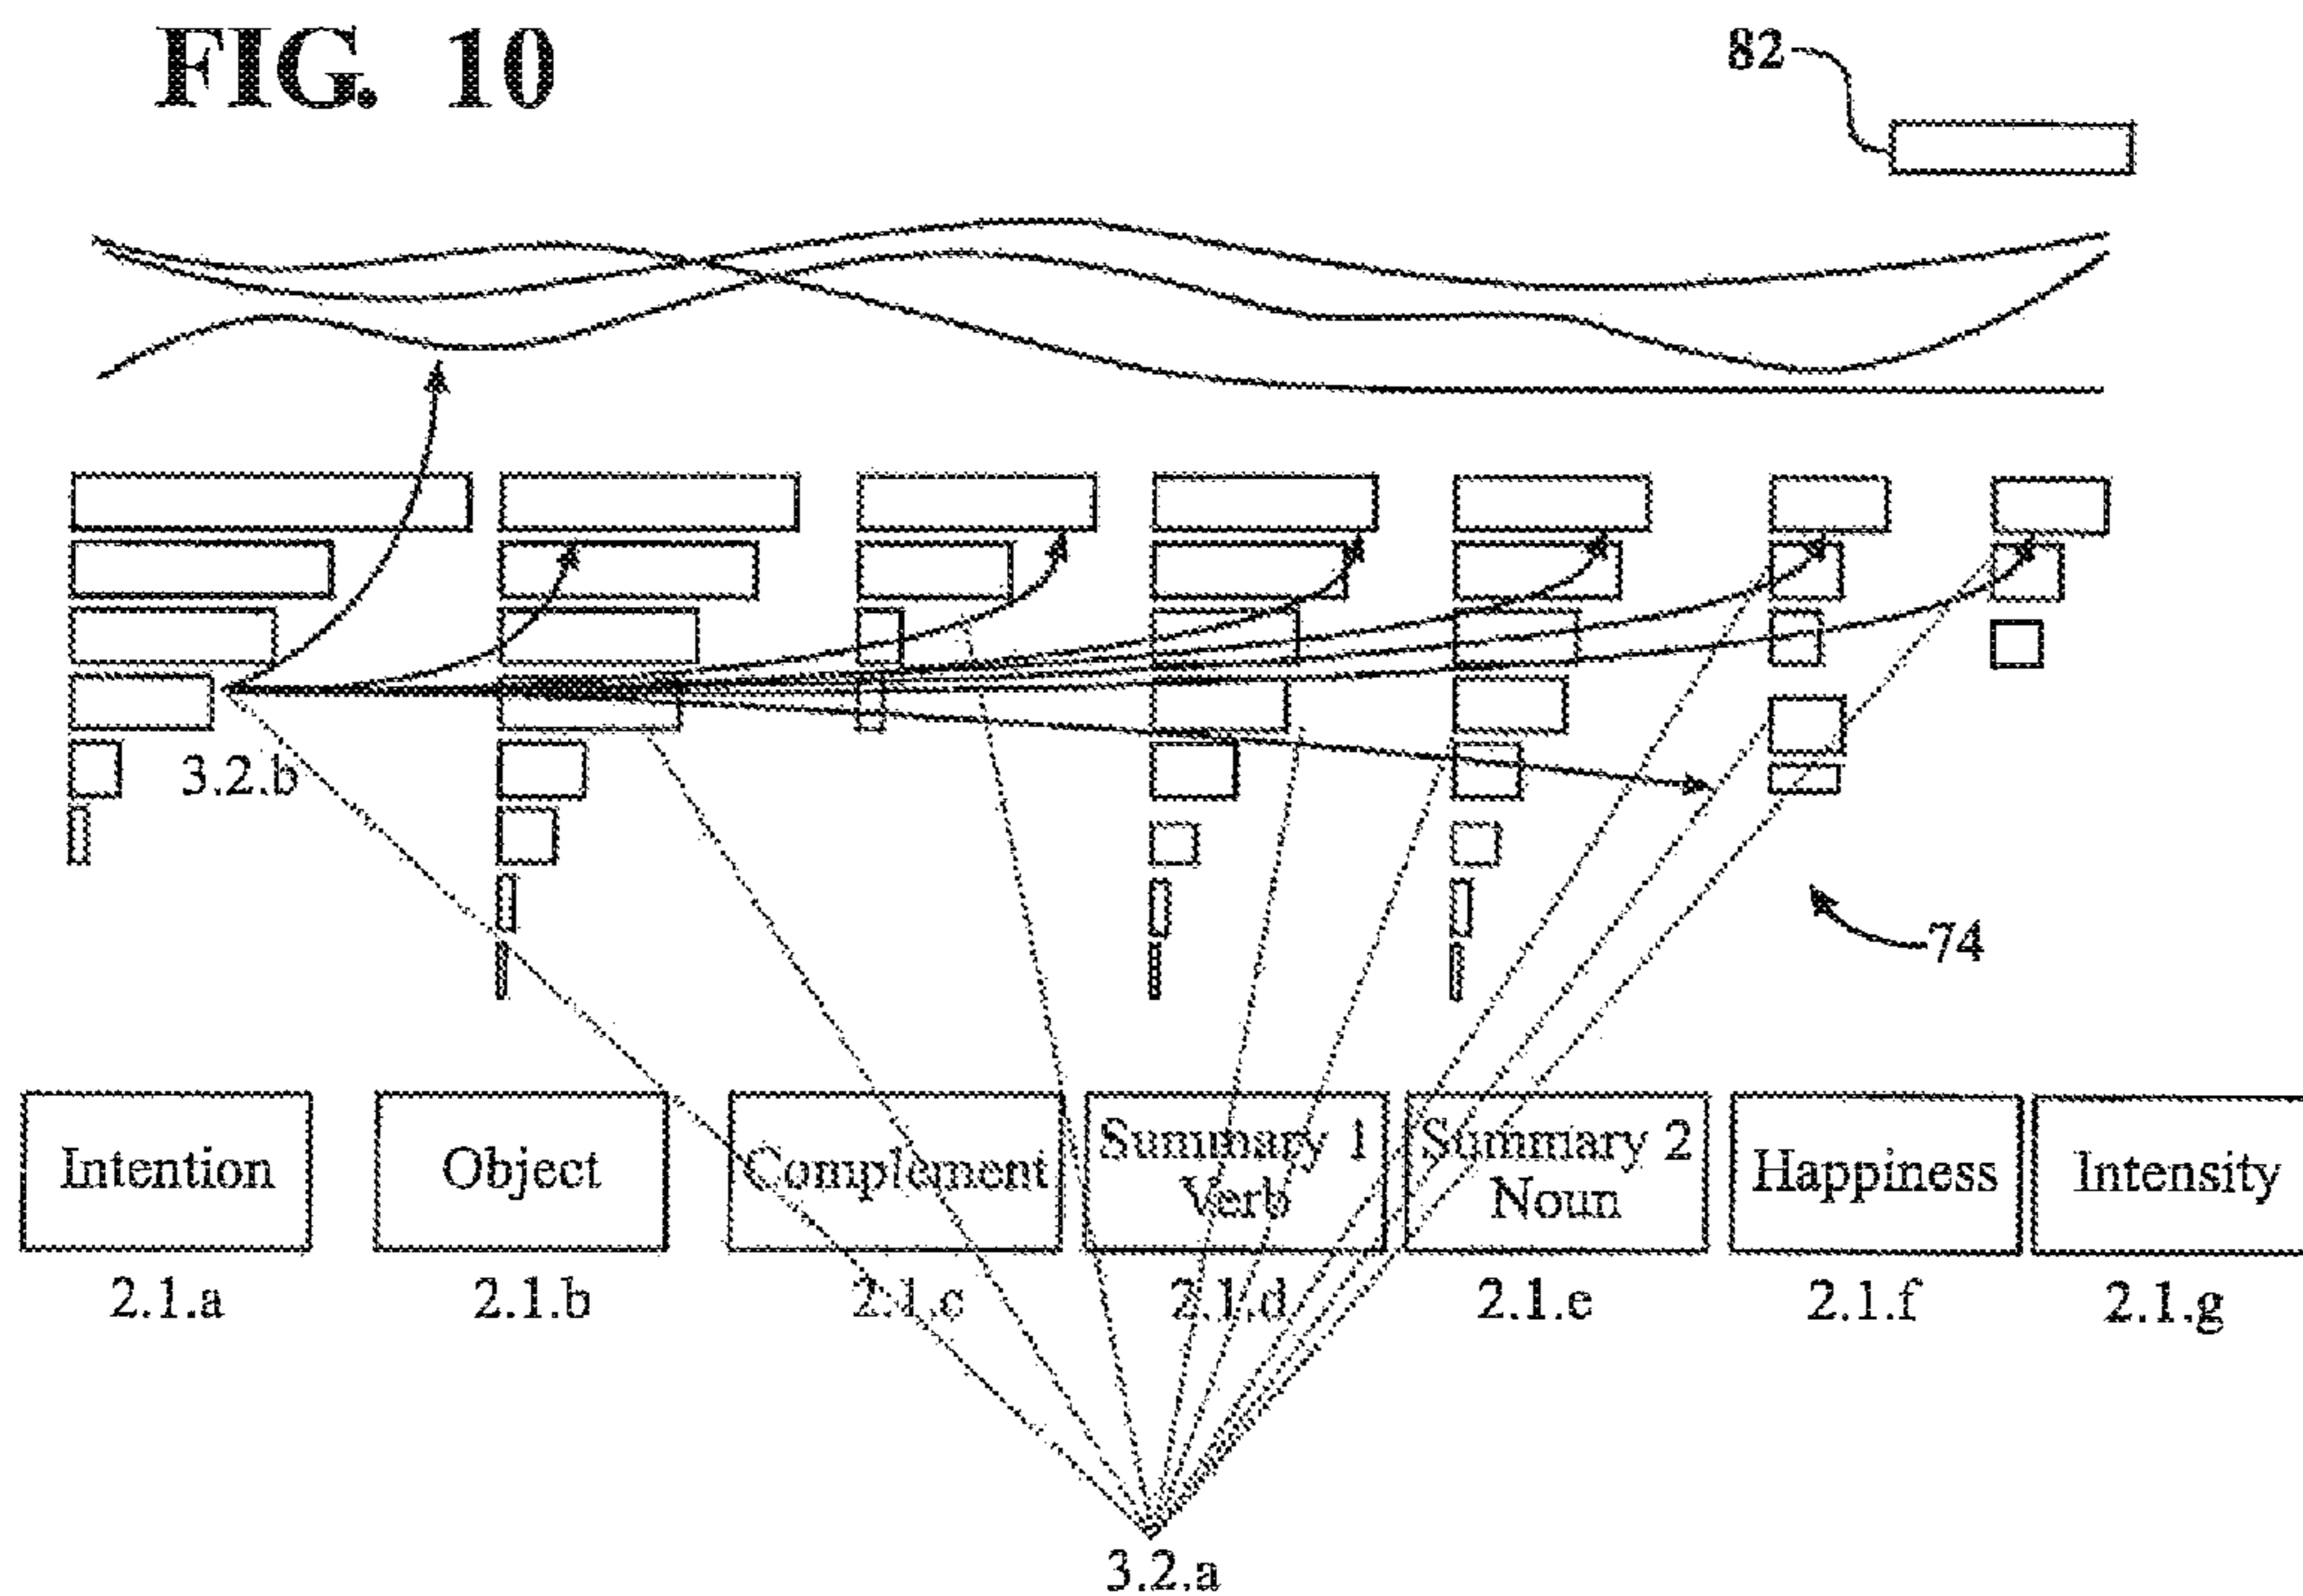 FIG. 10
82
3.2.b
74
Intention
Object
Complement
Summary 1
Verb
Summary 2
Noun
Happiness
Intensity
2.1.a
2.1.b
2.1.c
2.1.d
2.1.e
2.1.f
2.1.g
3.2.a